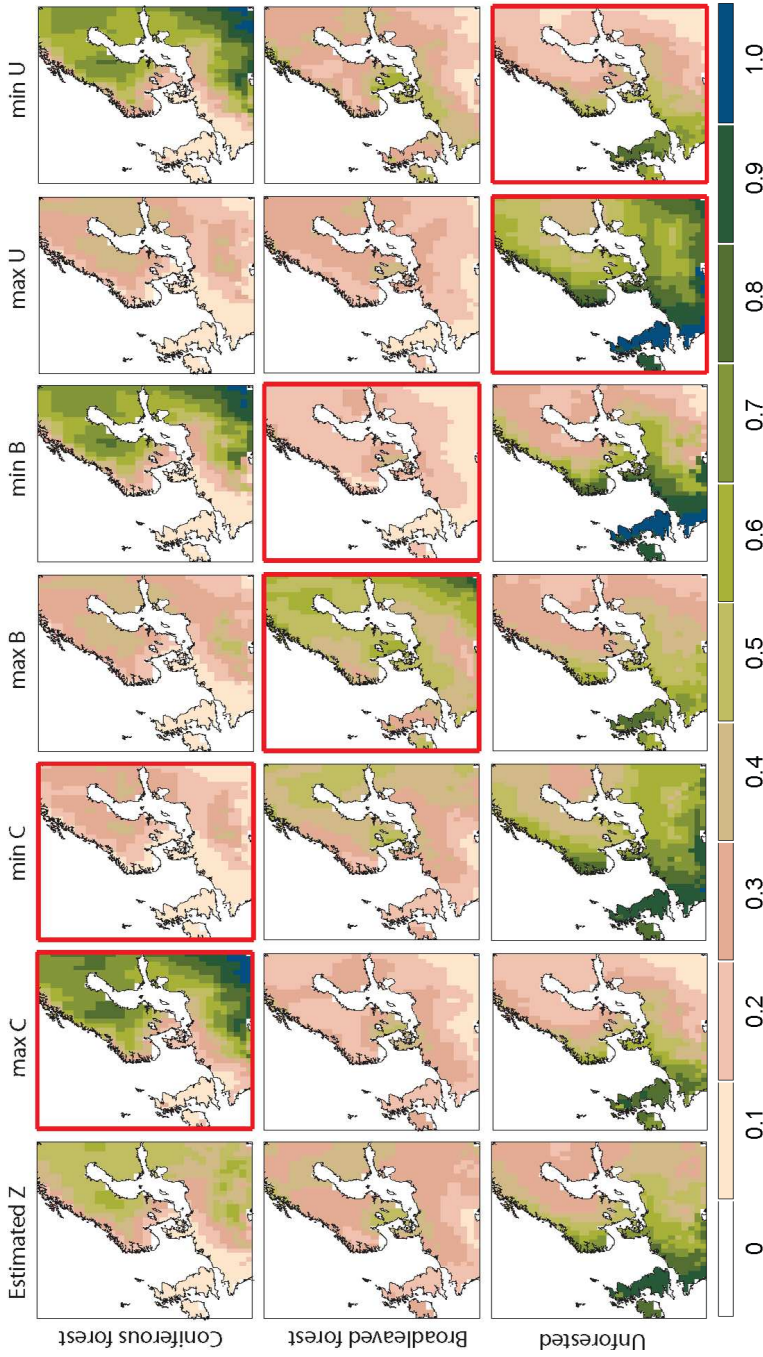 Estimated Z
max C
min C
max B
min B
max U
min U
Coniferous forest
Broadleaved forest
Unforested
0
0.1
0.2
0.3
0.4
0.5
0.6
0.7
0.8
0.9
1.0